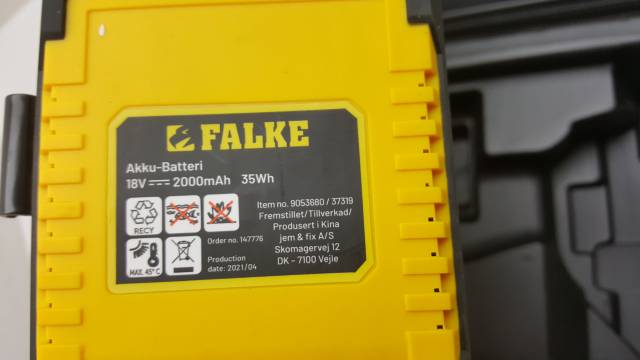 FALKE
Akku-Batteri
18V 2000mAh 35Wh
RECY
MAX. 45°C
Order no. 147776
Production
date: 2021/04
Item no. 9053680 / 37319
Fremstillet/Tillverkad/
Produsert i Kina
jem & fix A/S
Skomagervej 12
DK – 7100 Vejle